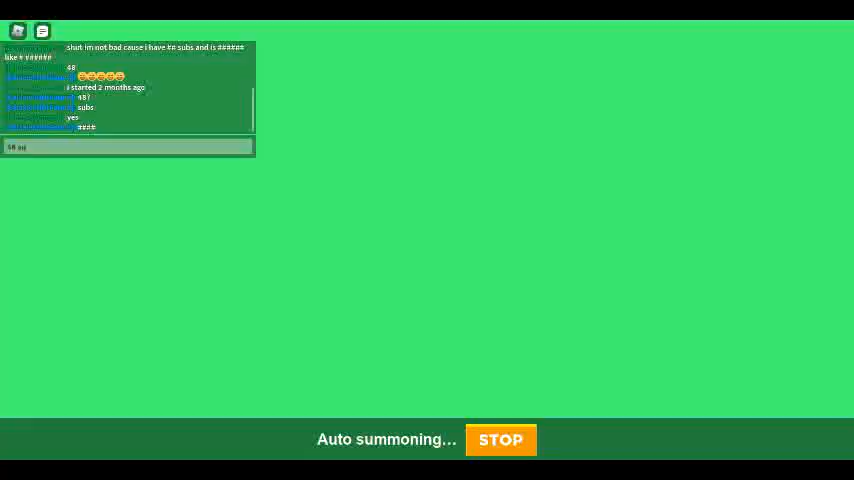 shut im not bad cause i have ## subs and is ######
like # ######
48
i started 2 months ago
48?
subs
yes
####
Auto summoning...
STOP